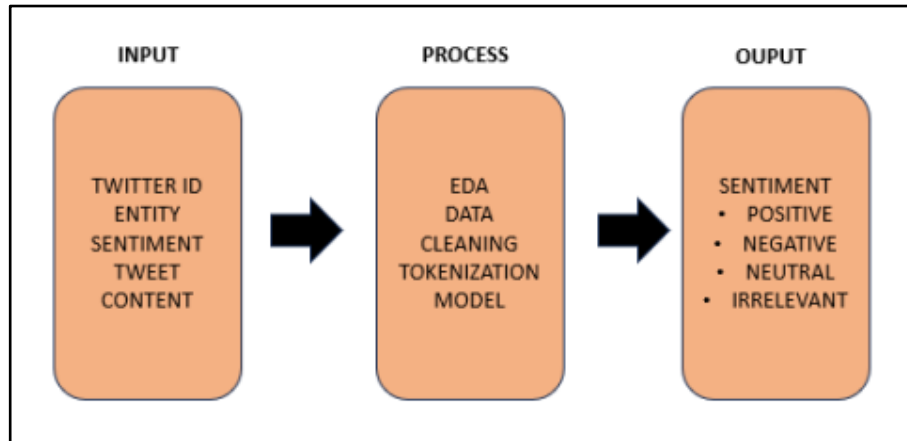 INPUT
TWITTER ID
ENTITY
SENTIMENT
TWEET
CONTENT
PROCESS
EDA
DATA
CLEANING
TOKENIZATION
MODEL
OUPUT
SENTIMENT
• POSITIVE
• NEGATIVE
• NEUTRAL
• IRRELEVANT